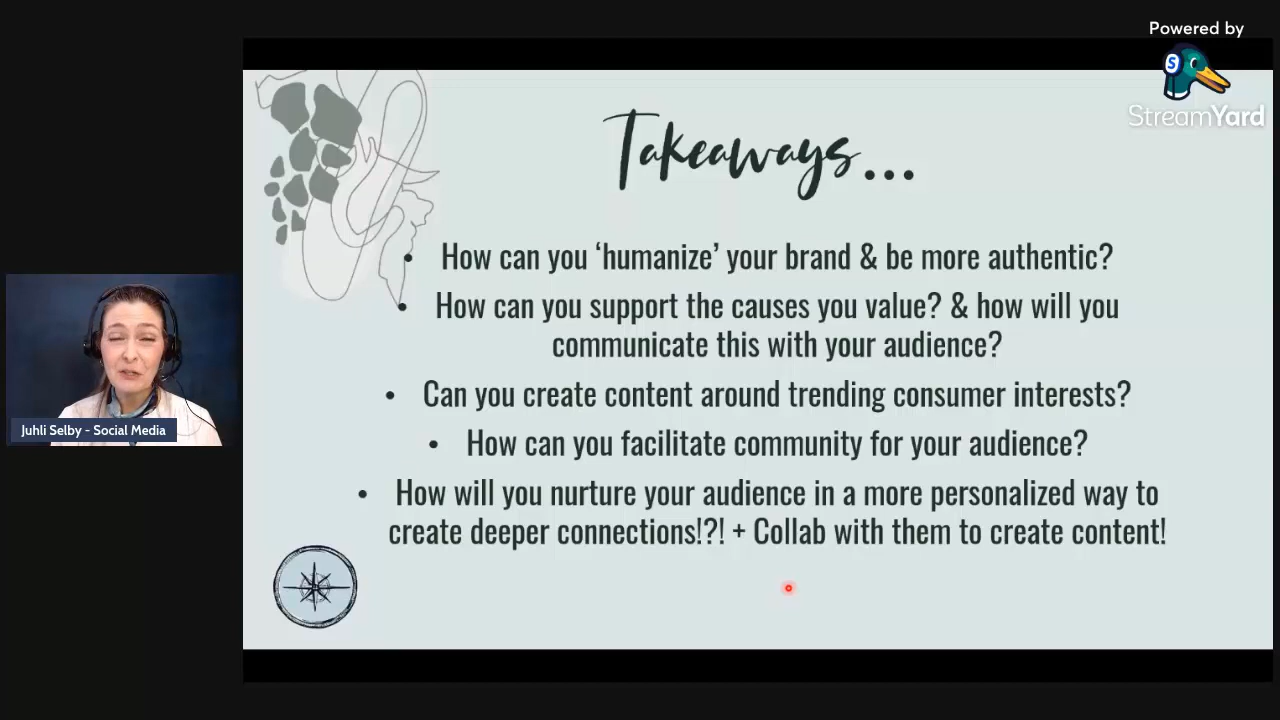 Powered by
StreamYard
Takeaways...
• How can you ‘humanize’ your brand & be more authentic?
• How can you support the causes you value? & how will you
communicate this with your audience?
• Can you create content around trending consumer interests?
• How can you facilitate community for your audience?
• How will you nurture your audience in a more personalized way to
create deeper connections!?! + Collab with them to create content!
Juhli Selby - Social Media